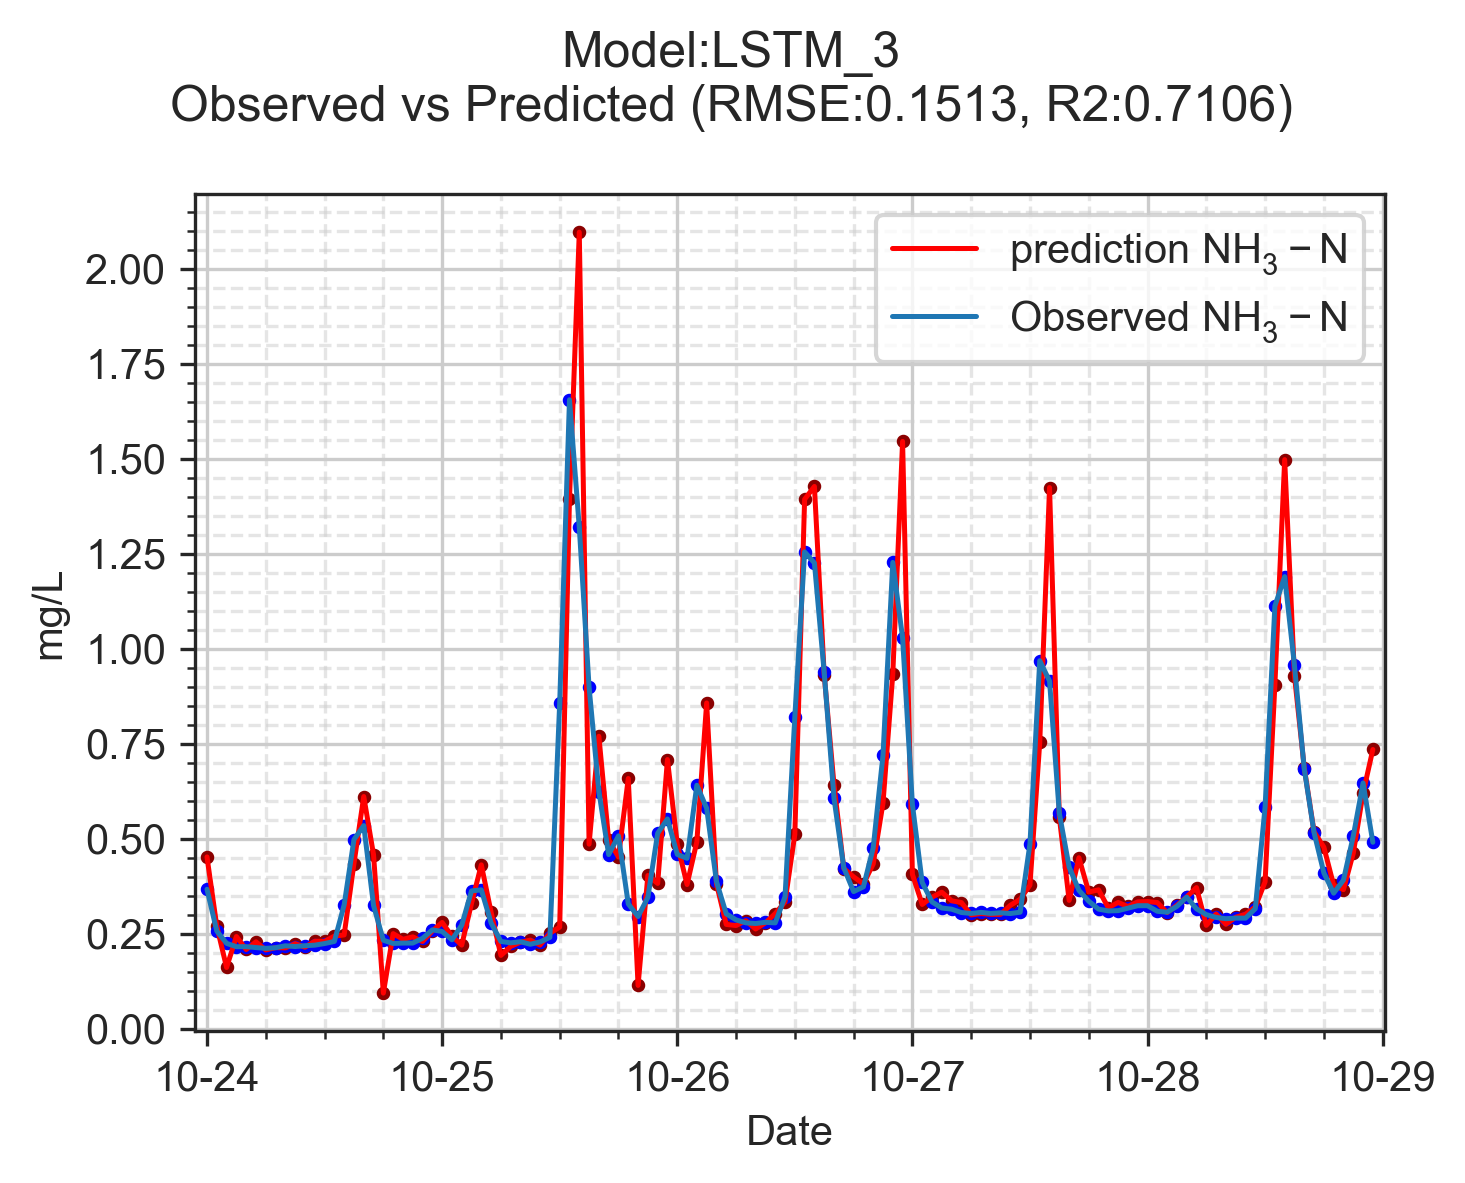 Model:LSTM_3
Observed vs Predicted (RMSE:0.1513, R2:0.7106)
prediction NH₃ − N
Observed NH₃ − N
2.00
1.75
1.50
1.25
1.00
0.75
0.50
0.25
0.00
mg/L
10-24 10-25 10-26 10-27 10-28 10-29
Date